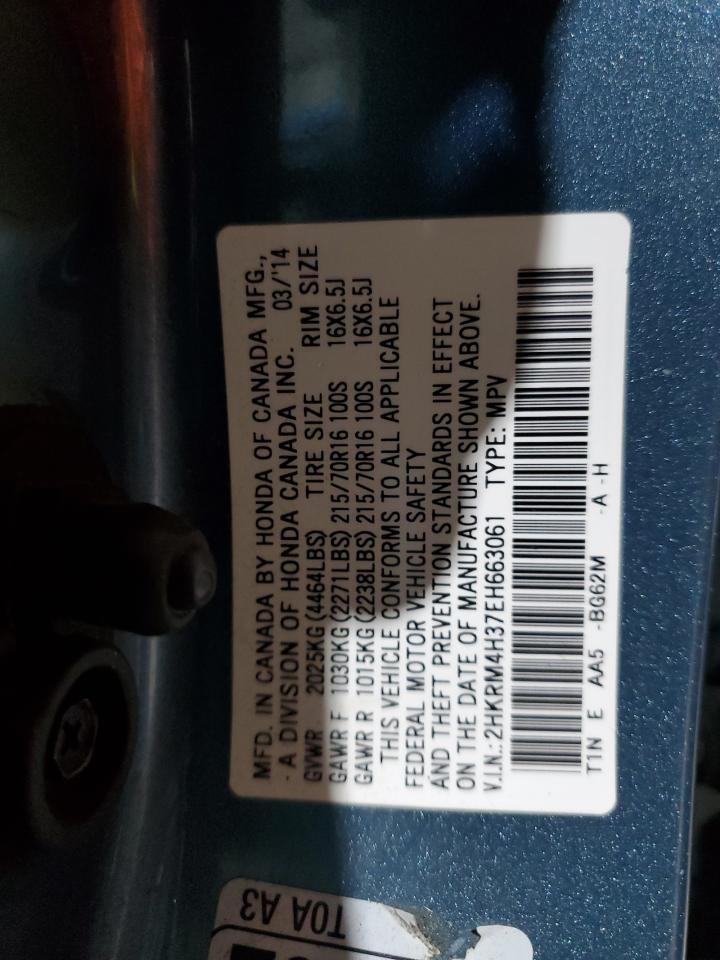 MFD. IN CANADA BY HONDA OF CANADA MFG.,
- A DIVISION OF HONDA CANADA INC. 03/'14
GVWR 2025KG(4464LBS) TIRE SIZE RIM SIZE
GAWR F 1030KG(2271LBS) 215/70R16 100S 16X6.5J
GAWR R 1015KG(2238LBS) 215/70R16 100S 16X6.5J
THIS VEHICLE CONFORMS TO ALL APPLICABLE
FEDERAL MOTOR VEHICLE SAFETY
AND THEFT PREVENTION STANDARDS IN EFFECT
ON THE DATE OF MANUFACTURE SHOWN ABOVE.
V.I.N.:2HKRM4H37EH663061 TYPE: MPV
T1N E AA5 -BG62M -A -H
T0A A3